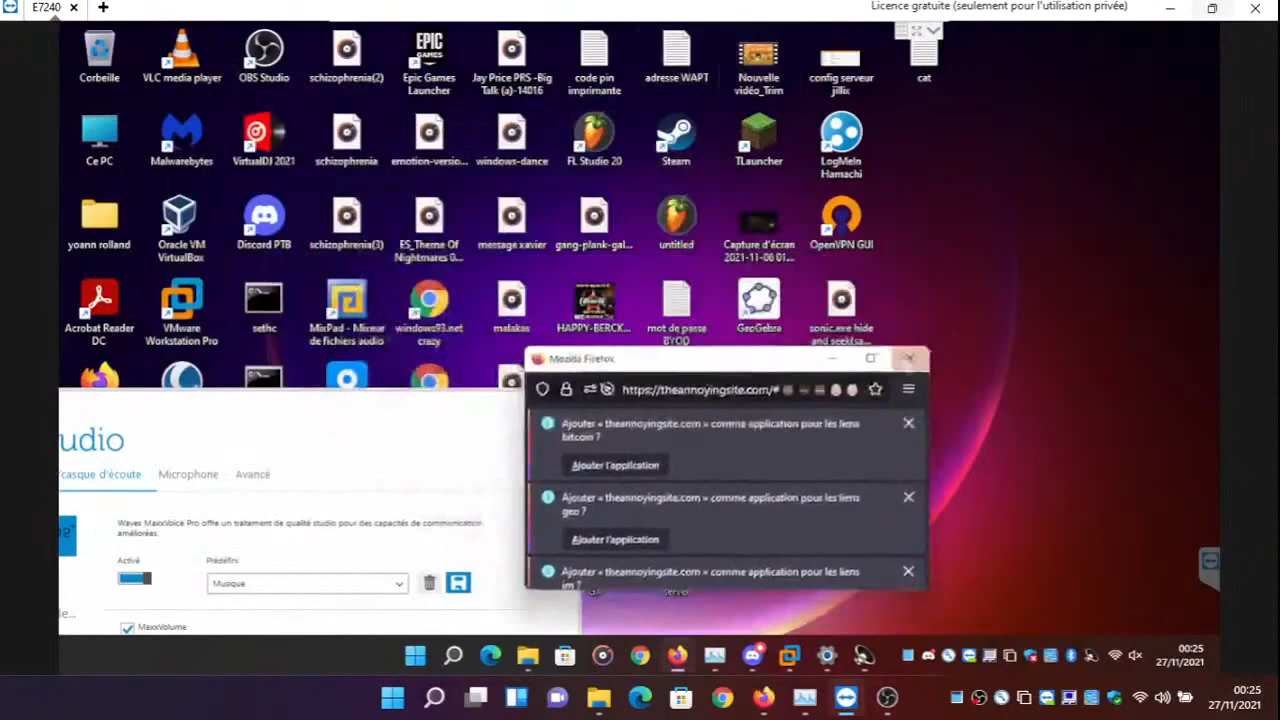 E7240
Licence gratuite (seulement pour l'utilisation privée)
Corbeille
VLC media player
OBS Studio
schizophrenia(2)
EPIC GAMES
Epic Games
Launcher
Jay Price PRS -Big
Talk (a)-14016
code pin
imprimante
adresse WAPT
Nouvelle
vidéo_Trim
config serveur
jillix
cat
Ce PC
Malwarebytes
VirtualDJ 2021
schizophrenia
emotion-versio...
windows-dance
FL Studio 20
Steam
TLauncher
LogMeIn
Hamachi
yoann rolland
Oracle VM
VirtualBox
Discord PTB
schizophrenia(3)
ES_Theme Of
Nightmares 0...
message xavier
gang-plank-gal...
untitled
Capture d'écran
2021-11-06 01...
OpenVPN GUI
Acrobat Reader
DC
VMware
Workstation Pro
sethc
MixPad - Mixeur
de fichiers audio
windows93.net
crazy
malakas
HAPPY-BERCK...
mot de passe
BYOD
GeoGebra
sonic.exe hide
and seek(sa...
Mozilla Firefox
https://theannoyingsite.com/#
Ajouter « theannoyingsite.com » comme application pour les liens
bitcoin ?
Ajouter l'application
Ajouter « theannoyingsite.com » comme application pour les liens
geo ?
Ajouter l'application
Ajouter « theannoyingsite.com » comme application pour les liens
im ?
udio
'casque d'écoute
Microphone
Avancé
Waves MaxxVoice Pro offre un traitement de qualité studio pour des capacités de communication
améliorées.
Activé
Prédéfini
Musique
MaxxVolume
server
00:25
27/11/2021
00:25
27/11/2021